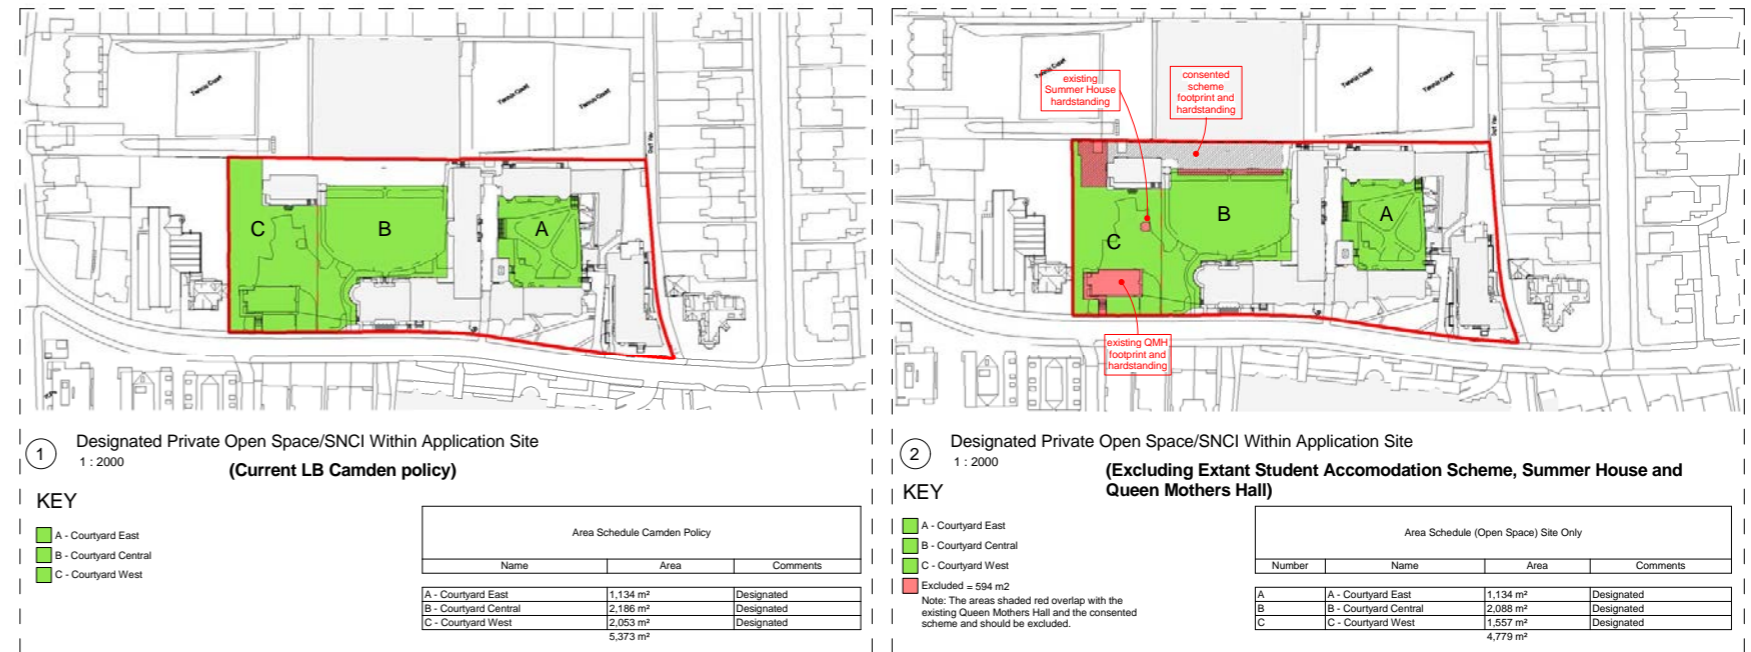 Tennis Court
Tennis Court
Tennis Court
C
B
A
1
Designated Private Open Space/SNCI Within Application Site
1 : 2000
(Current LB Camden policy)
KEY
A - Courtyard East
B - Courtyard Central
C - Courtyard West
Area Schedule Camden Policy
Name Area Comments
A - Courtyard East 1,134 m² Designated
B - Courtyard Central 2,186 m² Designated
C - Courtyard West 2,053 m² Designated
5,373 m²
Tennis Court
Tennis Court
Tennis Court
existing
Summer House
hardstanding
consented
scheme
footprint and
hardstanding
C
B
A
existing QMH
footprint and
hardstanding
2
Designated Private Open Space/SNCI Within Application Site
1 : 2000
(Excluding Extant Student Accomodation Scheme, Summer House and
Queen Mothers Hall)
KEY
A - Courtyard East
B - Courtyard Central
C - Courtyard West
Excluded = 594 m2
Note: The areas shaded red overlap with the
existing Queen Mothers Hall and the consented
scheme and should be excluded.
Area Schedule (Open Space) Site Only
Number Name Area Comments
A A - Courtyard East 1,134 m² Designated
B B - Courtyard Central 2,088 m² Designated
C C - Courtyard West 1,557 m² Designated
4,779 m²